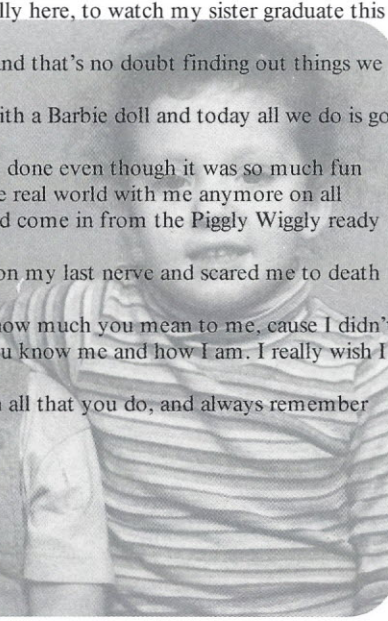 lly here, to watch my sister graduate this
nd that's no doubt finding out things we
ith a Barbie doll and today all we do is go
done even though it was so much fun
e real world with me anymore on all
d come in from the Piggly Wiggly ready
on my last nerve and scared me to death
how much you mean to me, cause I didn'
u know me and how I am. I really wish I
all that you do, and always remember